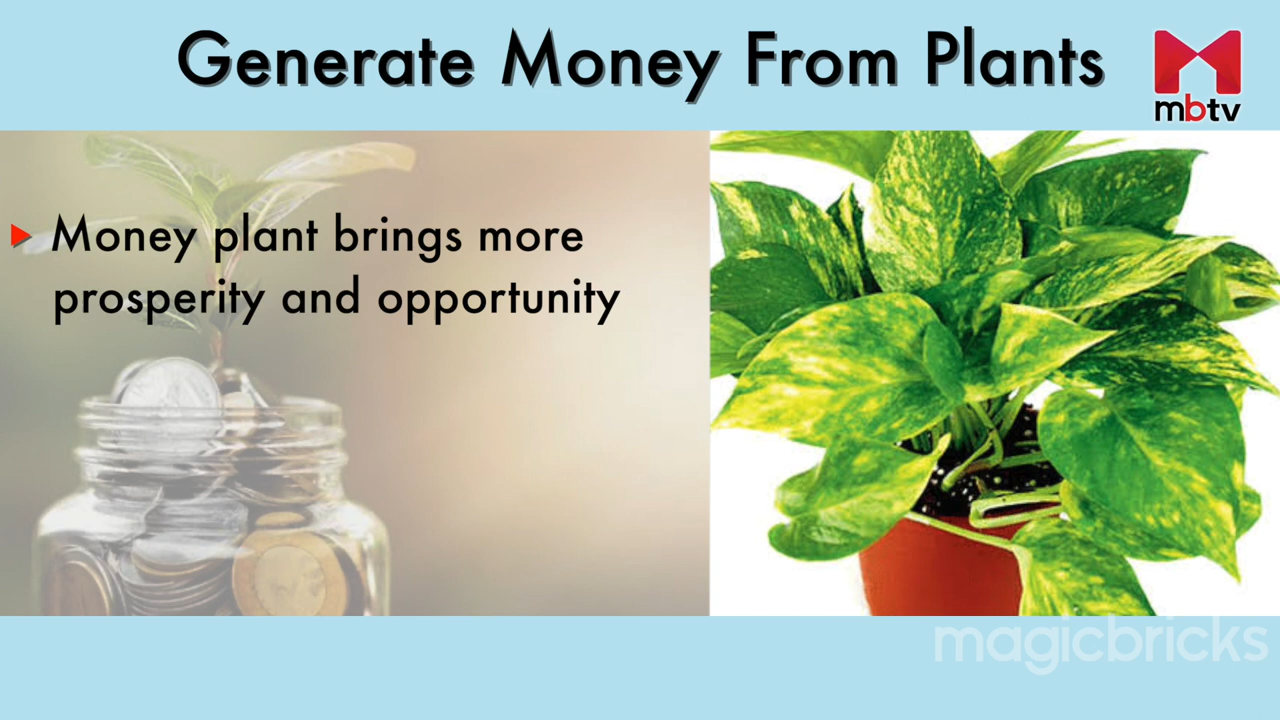 Generate Money From Plants
mbtv
Money plant brings more
prosperity and opportunity
magicbricks